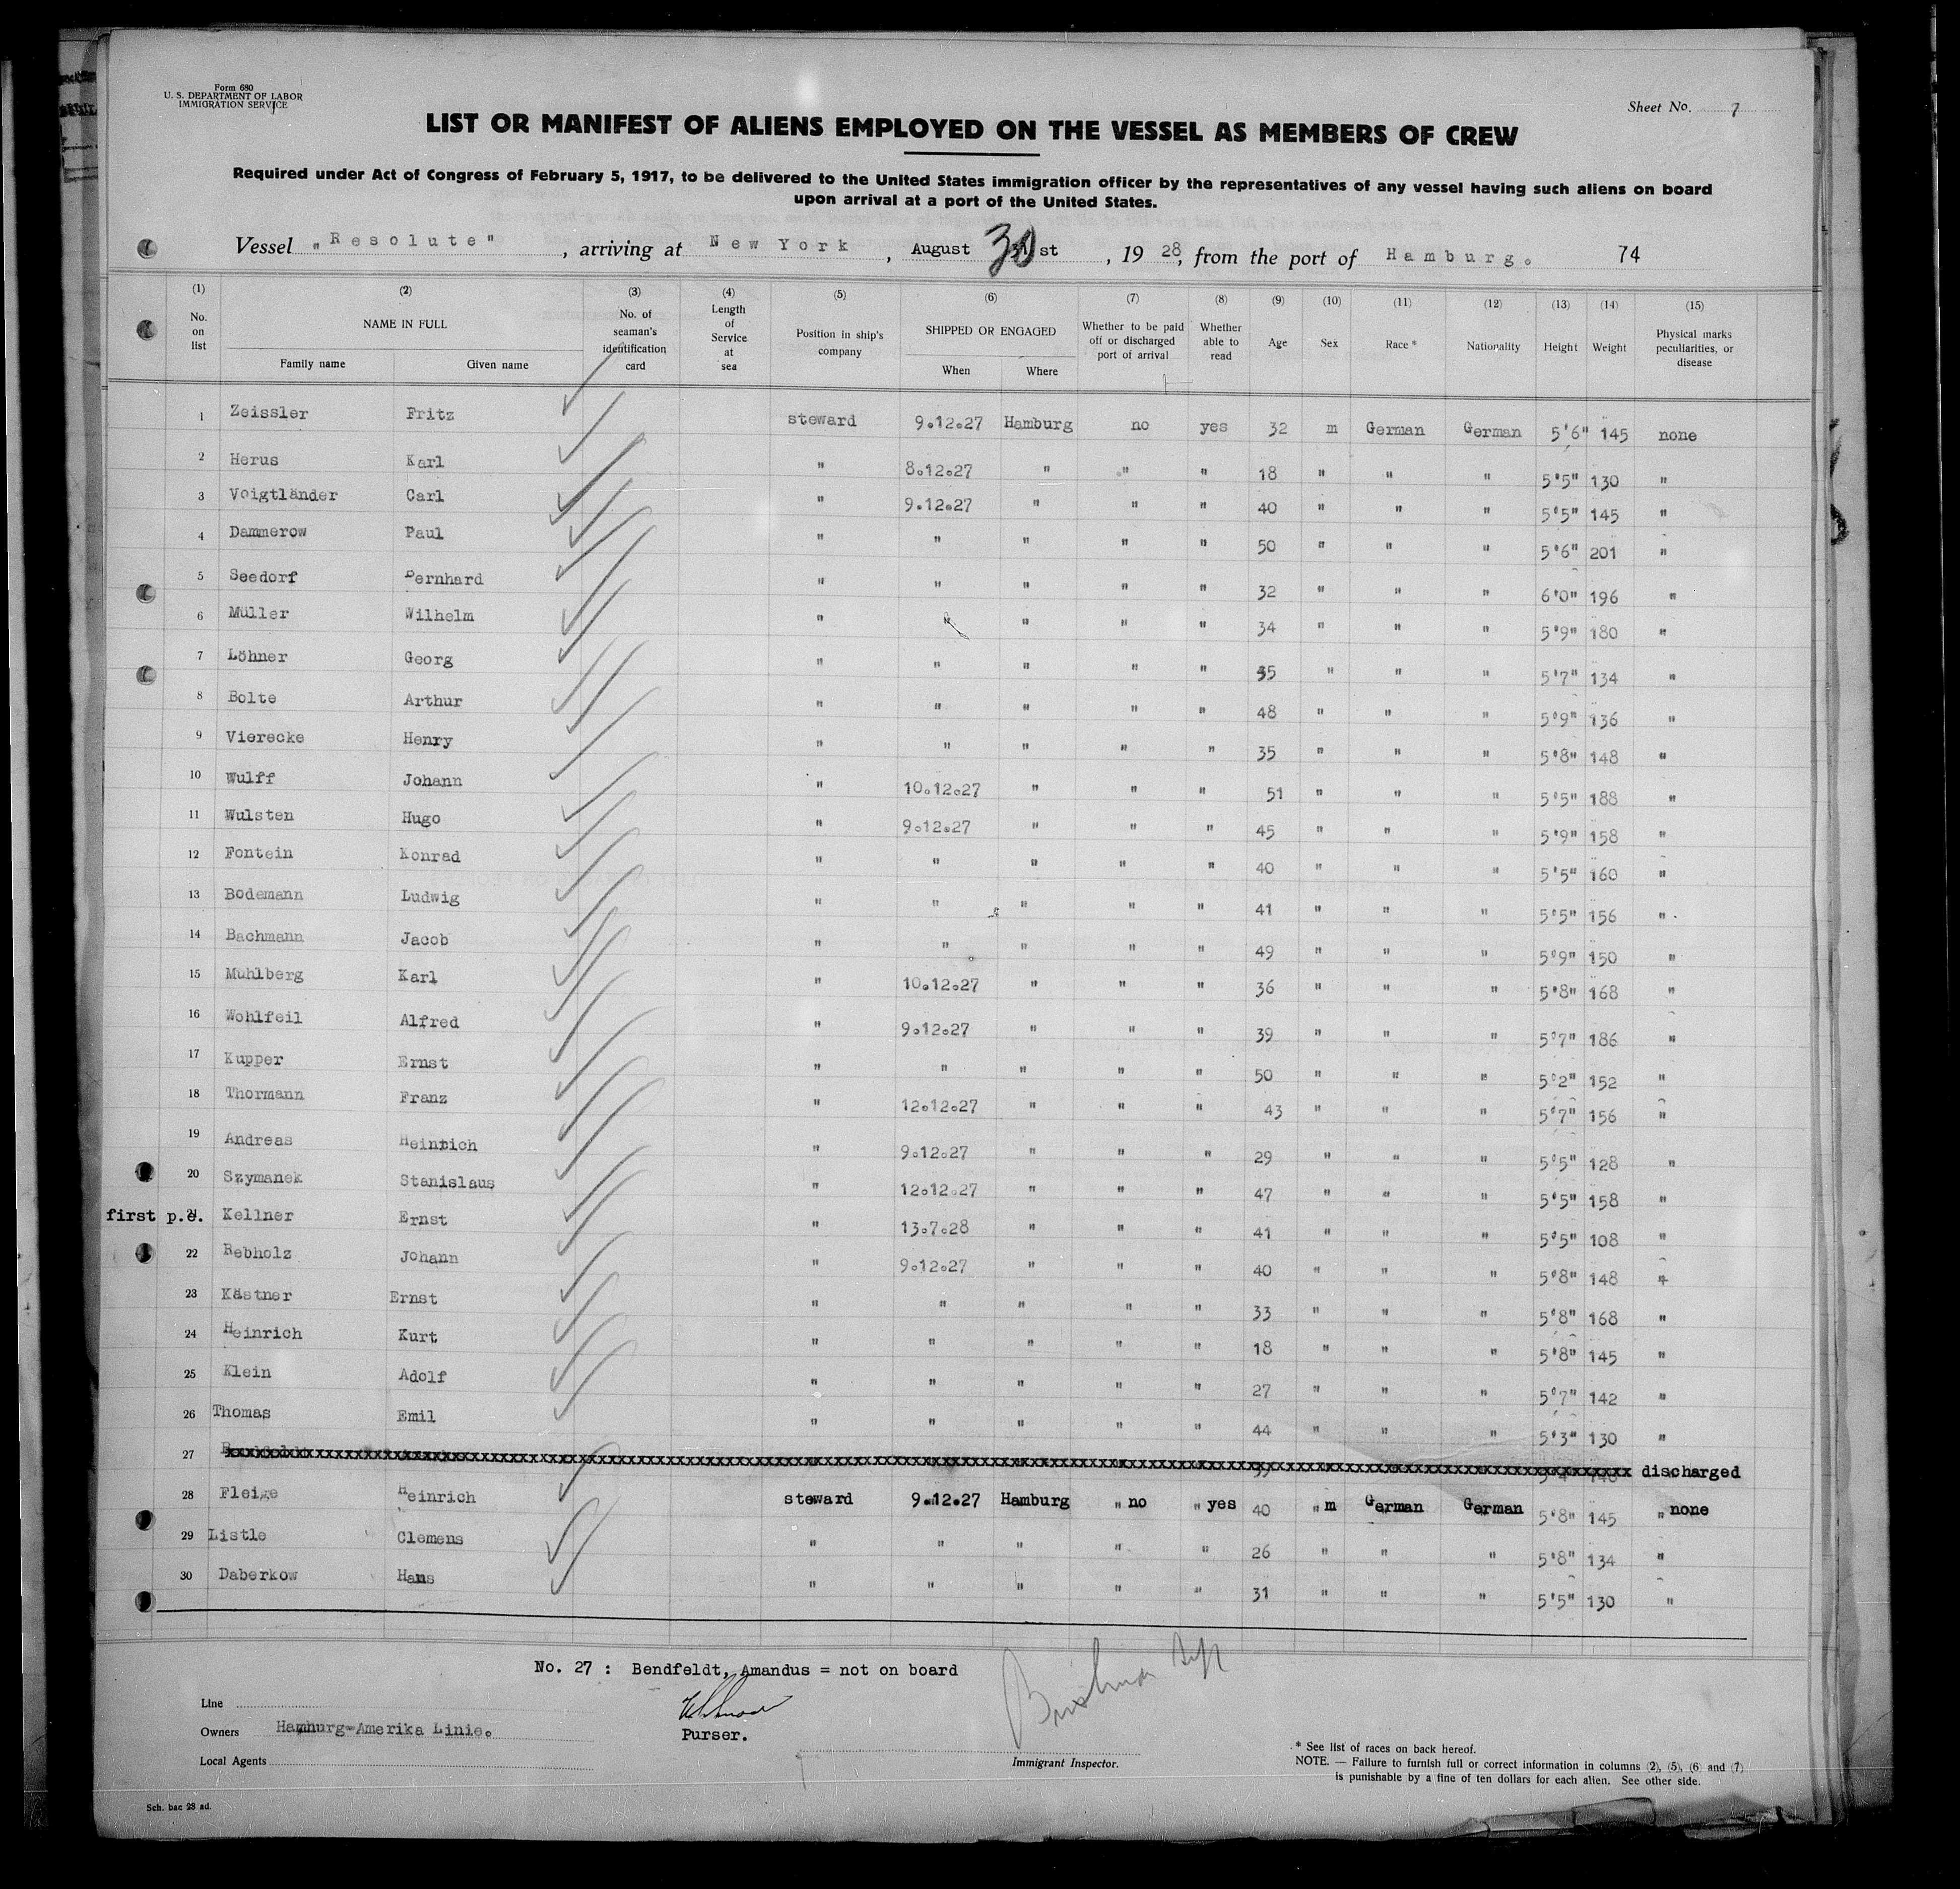 Form 680
U. S. DEPARTMENT OF LABOR
IMMIGRATION SERVICE
Sheet No. 7
LIST OR MANIFEST OF ALIENS EMPLOYED ON THE VESSEL AS MEMBERS OF CREW
Required under Act of Congress of February 5, 1917, to be delivered to the United States immigration officer by the representatives of any vessel having such aliens on board
upon arrival at a port of the United States.
Vessel „Resolute", arriving at New York, August 30 st, 19 28, from the port of Hamburg. 74
(1) (2) (3) (4) (5) (6) (7) (8) (9) (10) (11) (12) (13) (14) (15)
No. on list NAME IN FULL Family name Given name No. of seaman's identification card Length of Service at sea Position in ship's company SHIPPED OR ENGAGED When Where Whether to be paid off or discharged port of arrival Whether able to read Age Sex Race * Nationality Height Weight Physical marks peculiarities, or disease
1 Zeissler Fritz steward 9.12.27 Hamburg no yes 32 m German German 5'6" 145 none
2 Herus Karl " 8.12.27 " " " 18 " " " 5'5" 130 "
3 Voigtländer Carl " 9.12.27 " " " 40 " " " 5'5" 145 "
4 Dammerow Paul " " " " " 50 " " " 5'6" 201 "
5 Seedorf Bernhard " " " " " 32 " " " 6'0" 196 "
6 Müller Wilhelm " " " " " 34 " " " 5'9" 180 "
7 Löhner Georg " " " " " 35 " " " 5'7" 134 "
8 Bolte Arthur " " " " " 48 " " " 5'9" 136 "
9 Vierecke Henry " " " " " 35 " " " 5'8" 148 "
10 Wulff Johann " 10.12.27 " " " 51 " " " 5'5" 188 "
11 Wulsten Hugo " 9.12.27 " " " 45 " " " 5'9" 158 "
12 Fontein Konrad " " " " " 40 " " " 5'5" 160 "
13 Bodemann Ludwig " " " " " 41 " " " 5'5" 156 "
14 Bachmann Jacob " " " " " 49 " " " 5'9" 150 "
15 Muhlberg Karl " 10.12.27 " " " 36 " " " 5'8" 168 "
16 Wohlfeil Alfred " 9.12.27 " " " 39 " " " 5'7" 186 "
17 Kupper Ernst " " " " " 50 " " " 5'2" 152 "
18 Thormann Franz " 12.12.27 " " " 43 " " " 5'7" 156 "
19 Andreas Heinrich " 9.12.27 " " " 29 " " " 5'5" 128 "
20 Szymanek Stanislaus " 12.12.27 " " " 47 " " " 5'5" 158 "
first p.e. 21 Kellner Ernst " 13.7.28 " " " 41 " " " 5'5" 108 "
22 Rebholz Johann " 9.12.27 " " " 40 " " " 5'8" 148 "
23 Kästner Ernst " " " " " 33 " " " 5'8" 168 "
24 Heinrich Kurt " " " " " 18 " " " 5'8" 145 "
25 Klein Adolf " " " " " 27 " " " 5'7" 142 "
26 Thomas Emil " " " " " 44 " " " 5'3" 130 "
27 discharged
28 Fleige Heinrich steward 9.12.27 Hamburg " no " yes 40 " m German German 5'8" 145 " none
29 Listle Clemens " " " " " 26 " " " 5'8" 134 "
30 Daberkow Hans " " " " " 31 " " " 5'5" 130 "
No. 27 : Bendfeldt, Amandus = not on board
Line
Owners Hamburg-Amerika Linie.
Local Agents
Purser.
Immigrant Inspector.
* See list of races on back hereof.
NOTE. — Failure to furnish full or correct information in columns (2), (5), (6) and (7)
is punishable by a fine of ten dollars for each alien. See other side.
Sch. bac 28 ad.